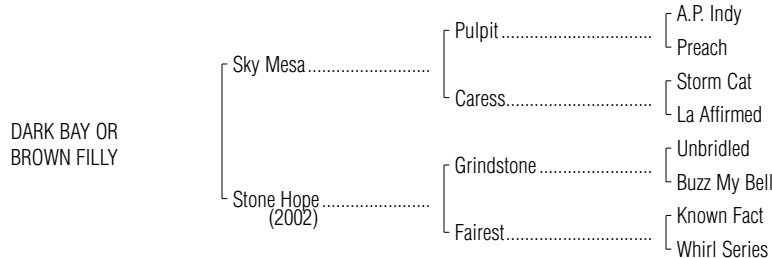 A.P. Indy
Pulpit
Preach
Sky Mesa
Storm Cat
Caress
La Affirmed
DARK BAY OR
BROWN FILLY
Unbridled
Grindstone
Buzz My Bell
Stone Hope
(2002)
Known Fact
Fairest
Whirl Series